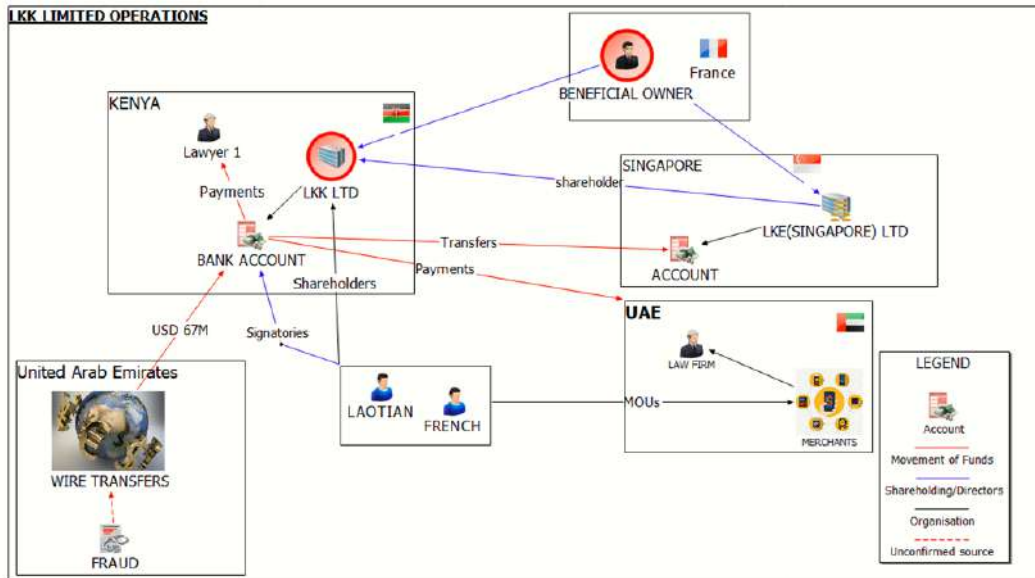 LKK LIMITED OPERATIONS
France
BENEFICIAL OWNER
KENYA
Lawyer 1
LKK LTD
Payments
BANK ACCOUNT
SINGAPORE
shareholder
LKE(SINGAPORE) LTD
ACCOUNT
Transfers
Payments
Shareholders
USD 67M
Signatories
United Arab Emirates
WIRE TRANSFERS
FRAUD
LAOTIAN
FRENCH
MOUs
UAE
LAW FIRM
MERCHANTS
LEGEND
Account
Movement of Funds
Shareholding/Directors
Organisation
Unconfirmed source